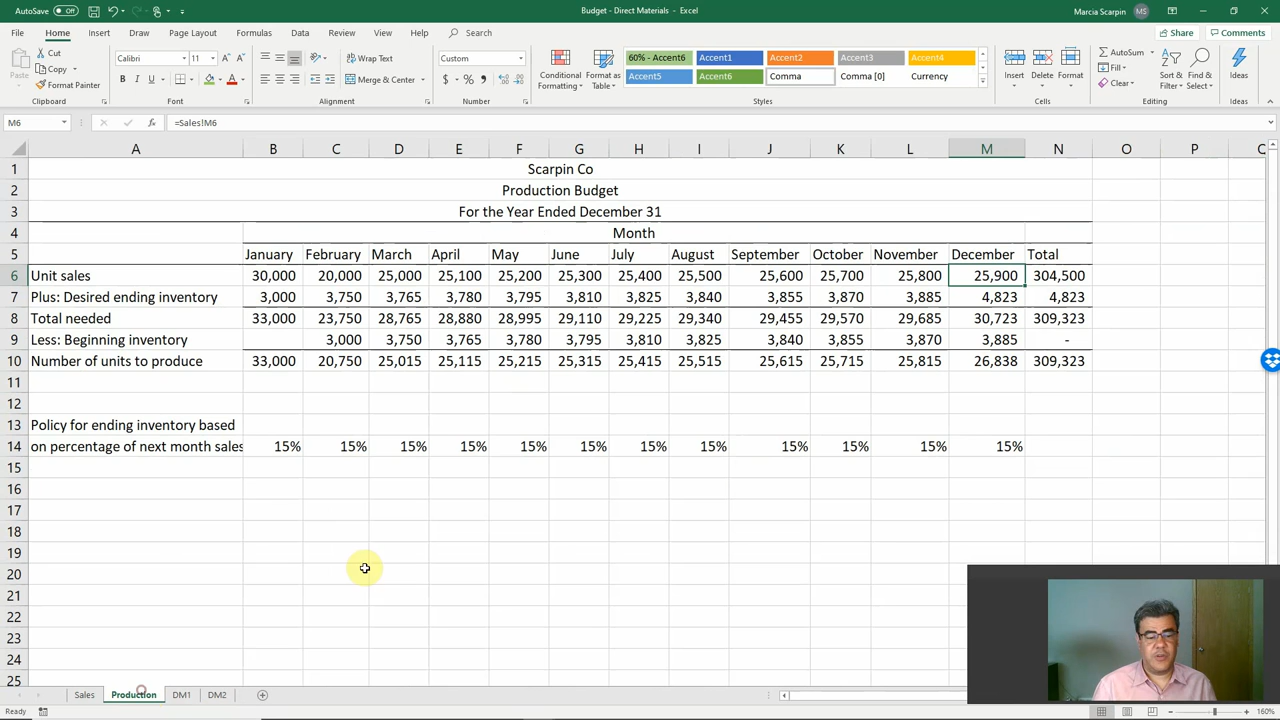 AutoSave Off Budget - Direct Materials - Excel Marcia Scarpin MS
File Home Insert Draw Page Layout Formulas Data Review View Help Search Share Comments
Cut Calibri 11 A A Wrap Text Custom 60% - Accent6 Accent1 Accent2 Accent3 Accent4 AutoSum
Paste Copy B I U Merge & Center $ % Conditional Formatting Format as Table Accent5 Accent6 Comma Comma [0] Currency Insert Delete Format Fill Sort & Filter Find & Select Ideas
Format Painter Clear
Clipboard Font Alignment Number Styles Cells Editing Ideas
M6 fx =Sales!M6
A B C D E F G H I J K L M N O P
1 Scarpin Co
2 Production Budget
3 For the Year Ended December 31
4 Month
5 January February March April May June July August September October November December Total
6 Unit sales 30,000 20,000 25,000 25,100 25,200 25,300 25,400 25,500 25,600 25,700 25,800 25,900 304,500
7 Plus: Desired ending inventory 3,000 3,750 3,765 3,780 3,795 3,810 3,825 3,840 3,855 3,870 3,885 4,823 4,823
8 Total needed 33,000 23,750 28,765 28,880 28,995 29,110 29,225 29,340 29,455 29,570 29,685 30,723 309,323
9 Less: Beginning inventory 3,000 3,750 3,765 3,780 3,795 3,810 3,825 3,840 3,855 3,870 3,885 -
10 Number of units to produce 33,000 20,750 25,015 25,115 25,215 25,315 25,415 25,515 25,615 25,715 25,815 26,838 309,323
11
12
13 Policy for ending inventory based
14 on percentage of next month sales 15% 15% 15% 15% 15% 15% 15% 15% 15% 15% 15% 15%
15
16
17
18
19
20
21
22
23
24
25
Sales Production DM1 DM2
Ready 160%